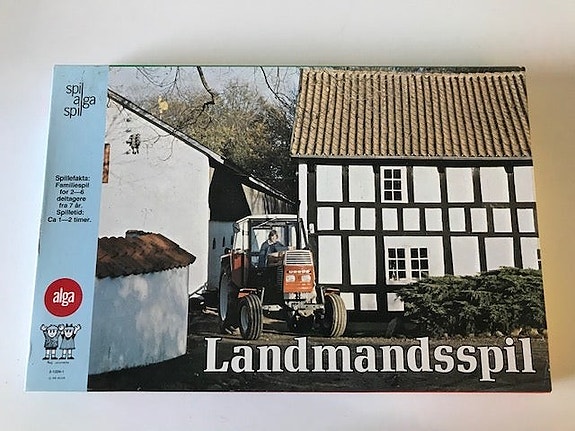 spil
alga
spil
Spillefakta:
Familiespil
for 2—6
deltagere
fra 7 år.
Spilletid:
Ca 1—2 timer.
alga
Landmandsspil